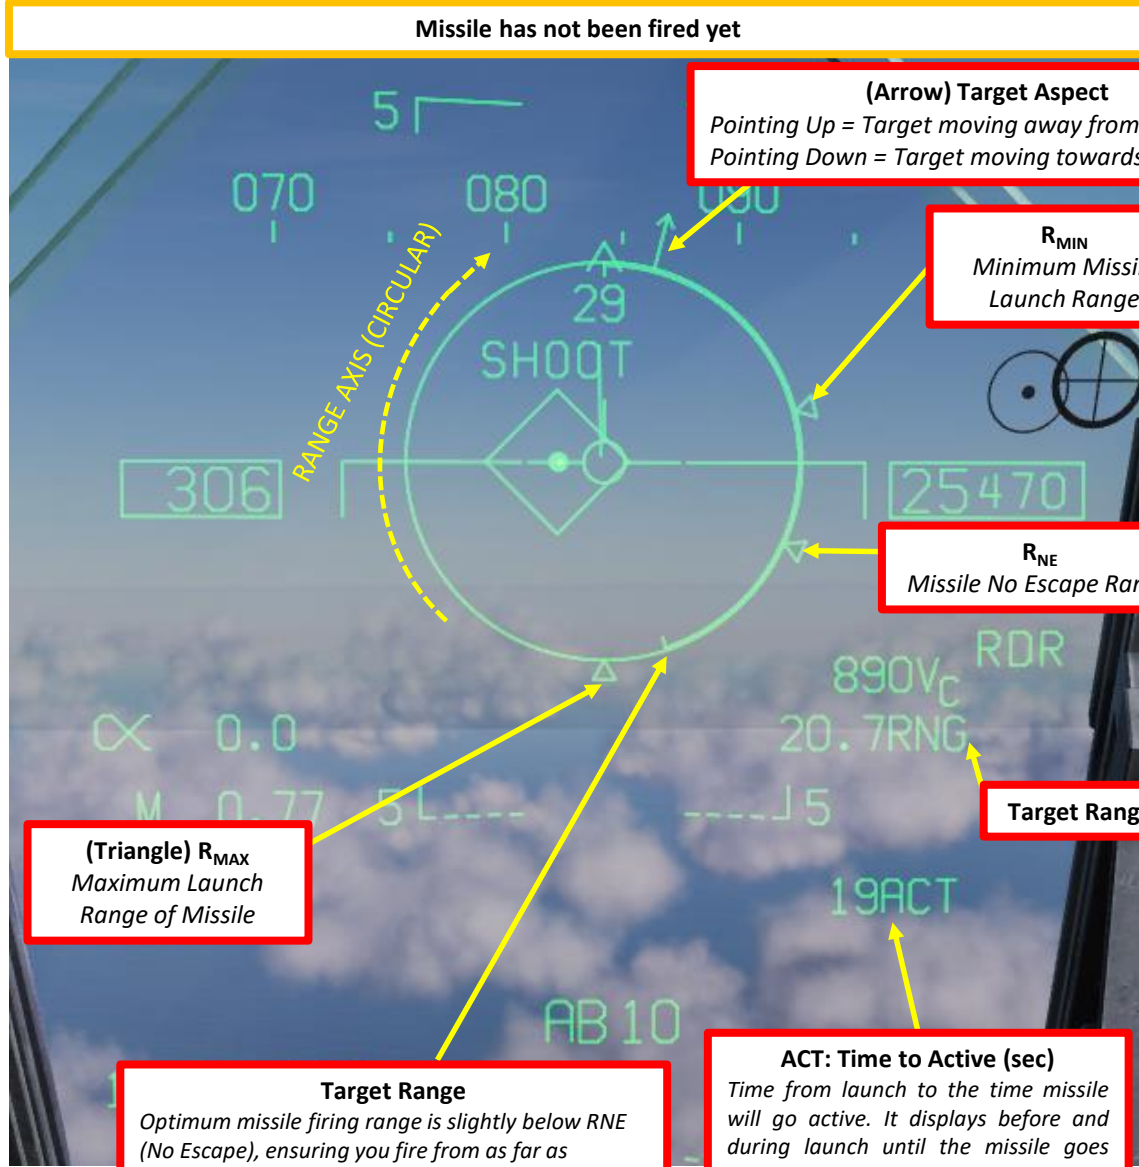 Missile has not been fired yet
(Arrow) Target Aspect
Pointing Up = Target moving away from
Pointing Down = Target moving towards
5
070 080 090
RMIN
Minimum Missi
Launch Range
RANGE AXIS (CIRCULAR)
29
SHOOT
306
25470
RNE
Missile No Escape Ran
RDR
890VC
20.7RNG
α 0.0
M 0.77
5 5
Target Rang
(Triangle) RMAX
Maximum Launch
Range of Missile
19ACT
AB10
Target Range
Optimum missile firing range is slightly below RNE
(No Escape), ensuring you fire from as far as
ACT: Time to Active (sec)
Time from launch to the time missile
will go active. It displays before and
during launch until the missile goes